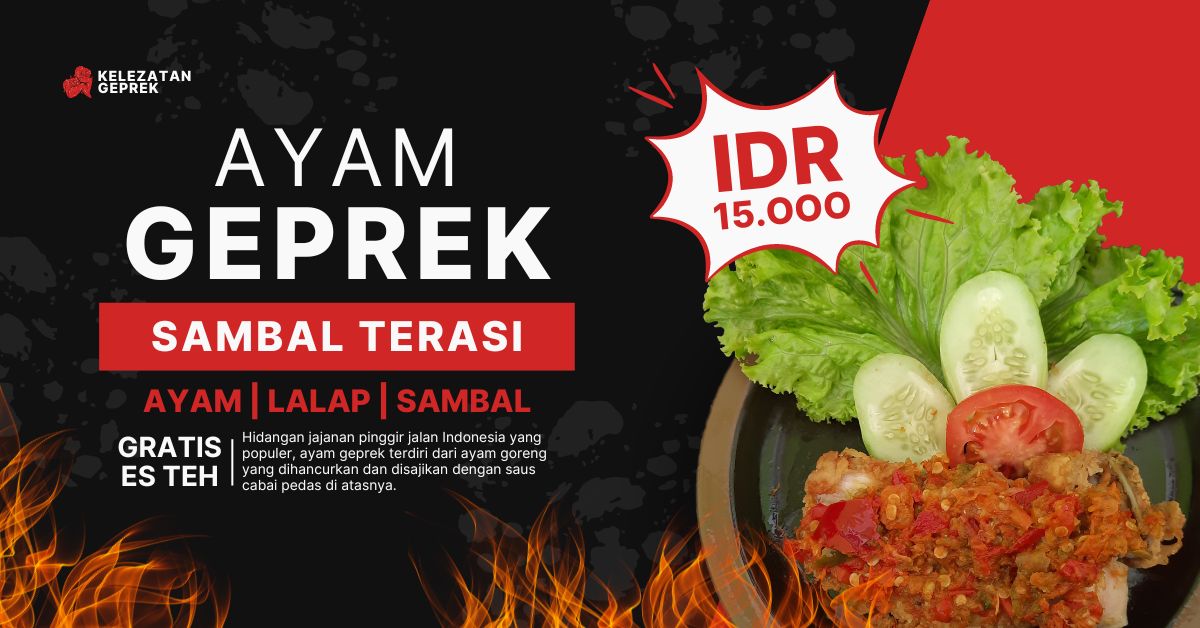 KELEZATAN
GEPREK
AYAM
GEPREK
SAMBAL TERASI
AYAM | LALAP | SAMBAL
GRATIS
ES TEH
Hidangan jajanan pinggir jalan Indonesia yang
populer, ayam geprek terdiri dari ayam goreng
yang dihancurkan dan disajikan dengan saus
cabai pedas di atasnya.
IDR
15.000